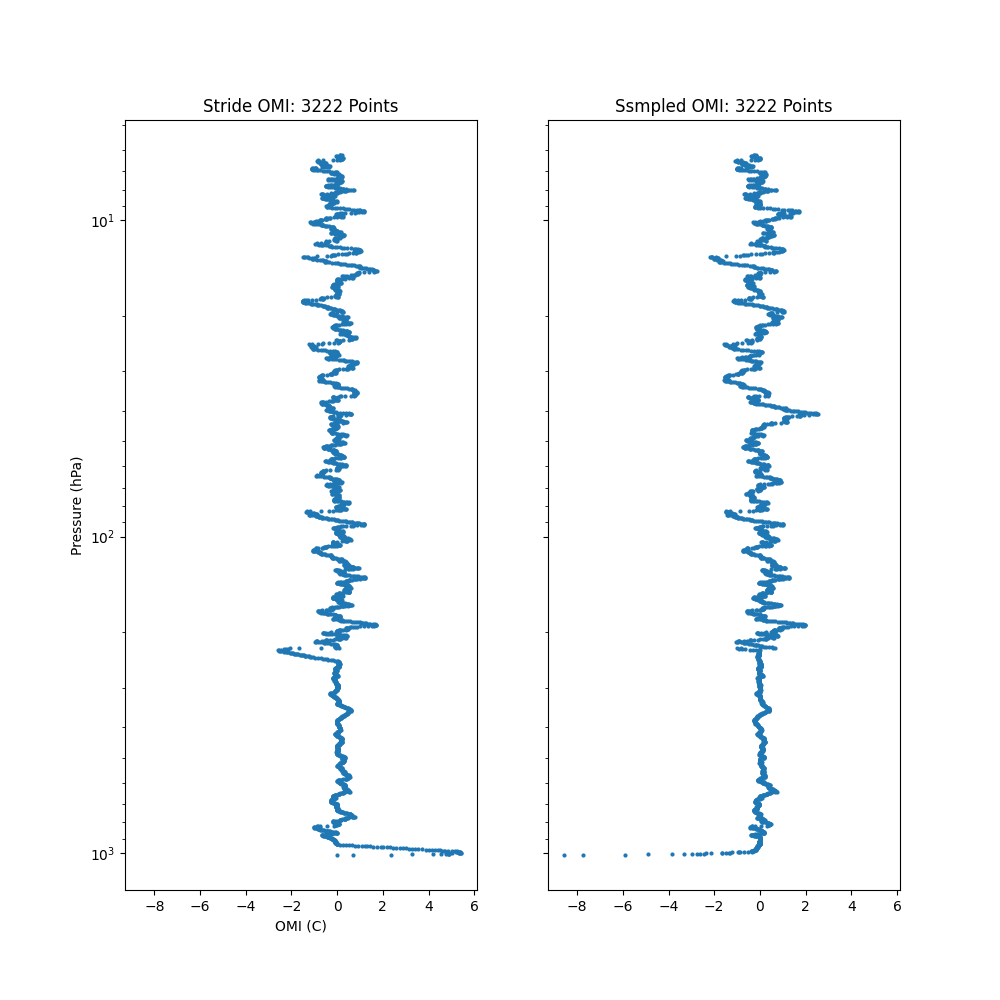 Stride OMI: 3222 Points
Ssmpled OMI: 3222 Points
Pressure (hPa)
10¹
10²
10³
−8 −6 −4 −2 0 2 4 6
−8 −6 −4 −2 0 2 4 6
OMI (C)